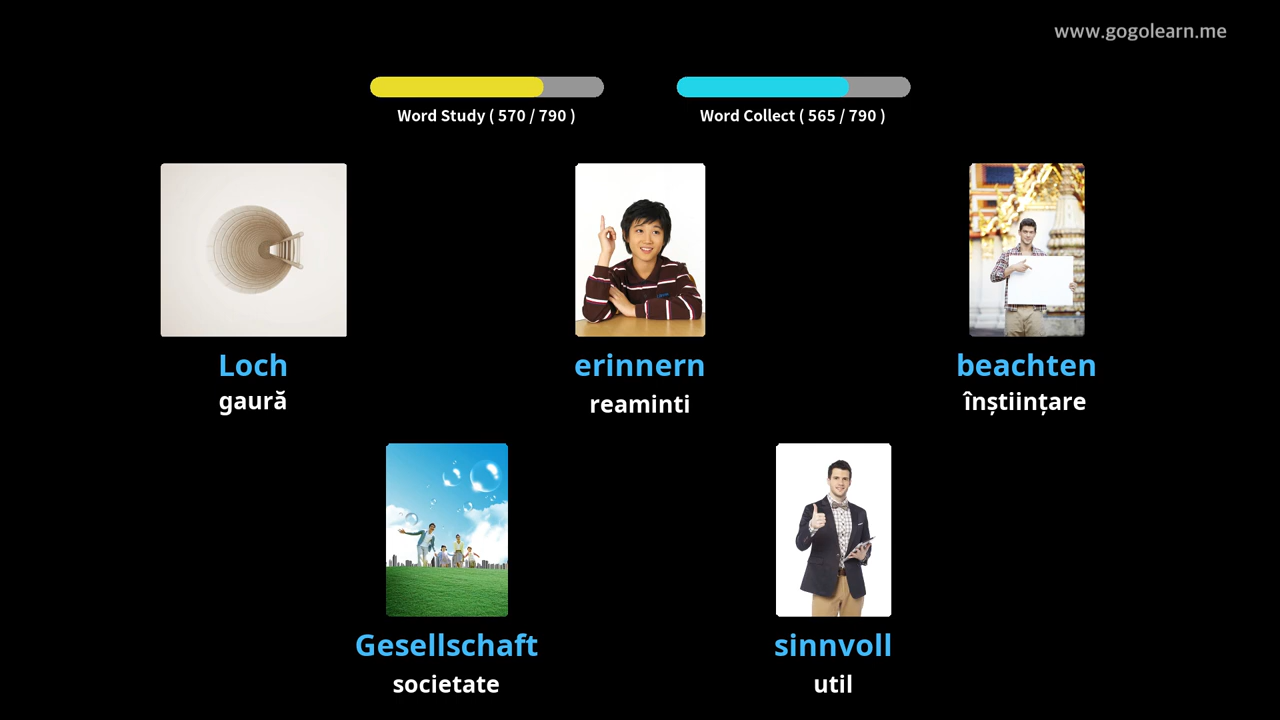 www.gogolearn.me
Word Study ( 570 / 790 )
Word Collect ( 565 / 790 )
Loch
gaură
erinnern
reaminti
beachten
înștiințare
Gesellschaft
societate
sinnvoll
util